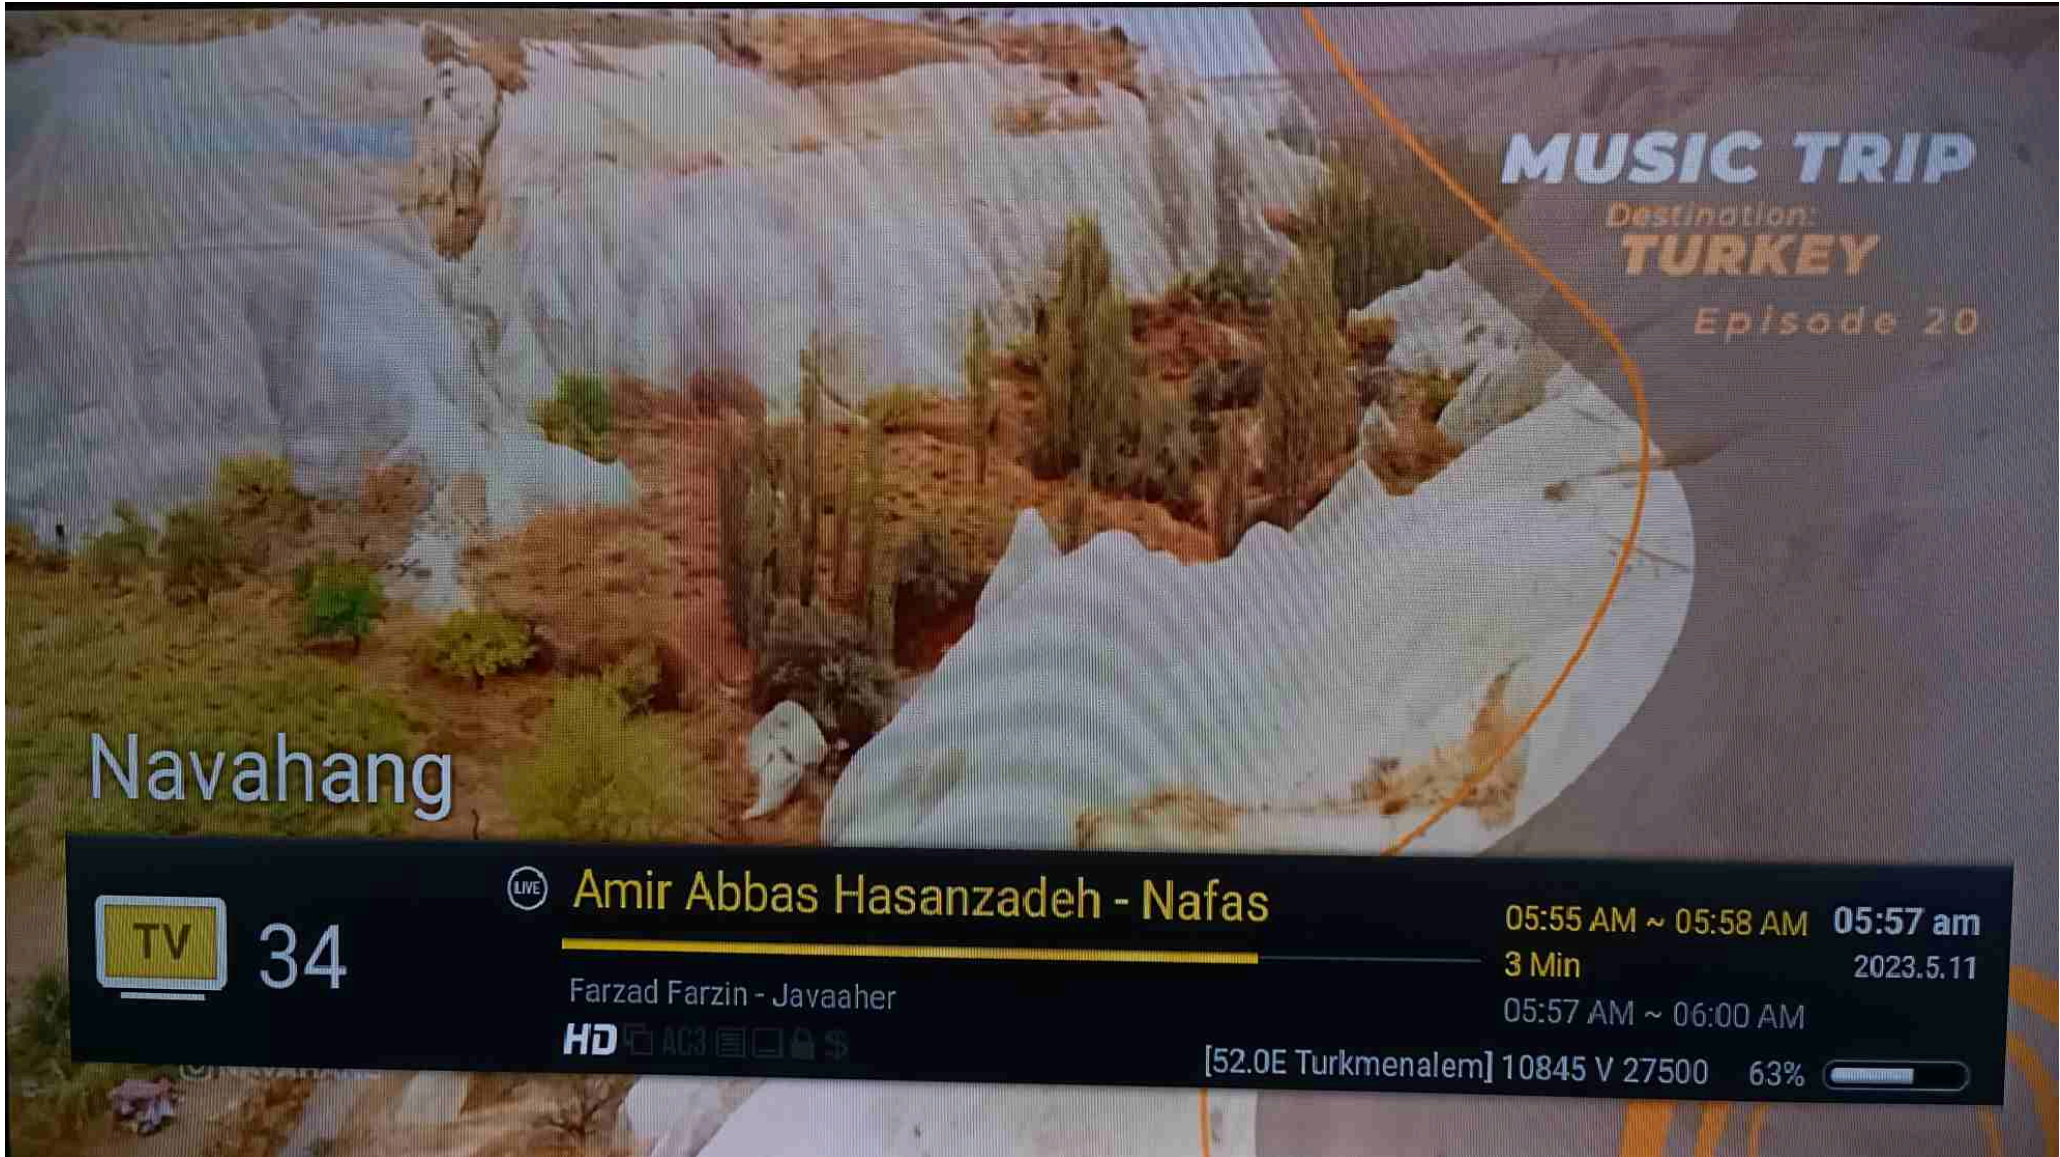 MUSIC TRIP
Destination:
TURKEY
Episode 20
Navahang
TV
34
LIVE
Amir Abbas Hasanzadeh - Nafas
05:55 AM ~ 05:58 AM
05:57 am
3 Min
2023.5.11
Farzad Farzin - Javaaher
05:57 AM ~ 06:00 AM
HD AC3 $
[52.0E Turkmenalem] 10845 V 27500
63%